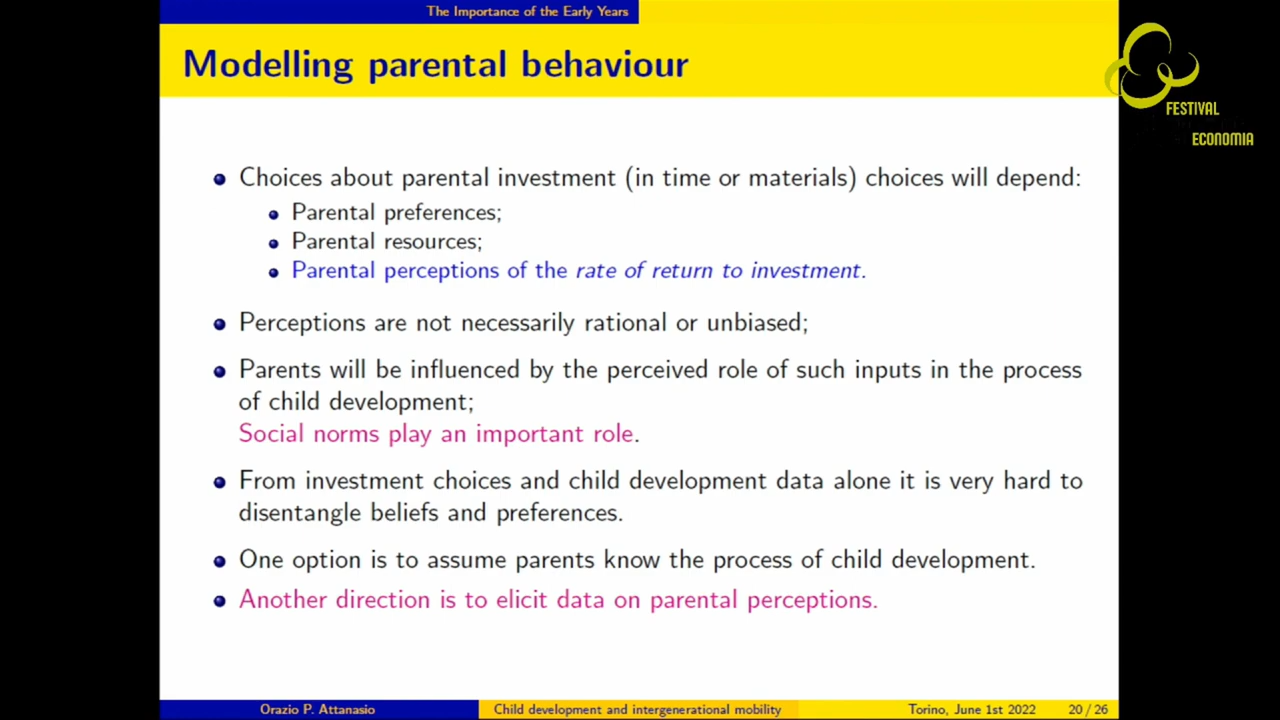 The Importance of the Early Years
Modelling parental behaviour
FESTIVAL
ECONOMIA
Choices about parental investment (in time or materials) choices will depend:
Parental preferences;
Parental resources;
Parental perceptions of the rate of return to investment.
Perceptions are not necessarily rational or unbiased;
Parents will be influenced by the perceived role of such inputs in the process
of child development;
Social norms play an important role.
From investment choices and child development data alone it is very hard to
disentangle beliefs and preferences.
One option is to assume parents know the process of child development.
Another direction is to elicit data on parental perceptions.
Orazio P. Attanasio
Child development and intergenerational mobility
Torino, June 1st 2022
20 / 26